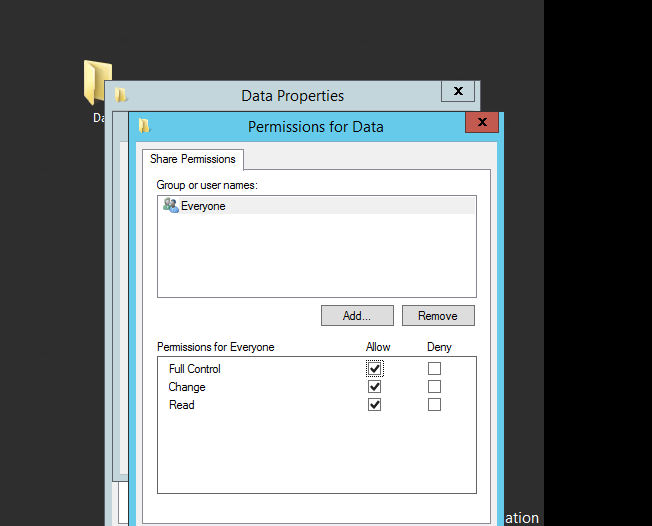 Da
Data Properties
x
Permissions for Data
x
Share Permissions
Group or user names:
Everyone
Add...
Remove
Permissions for Everyone Allow Deny
Full Control
Change
Read
ation